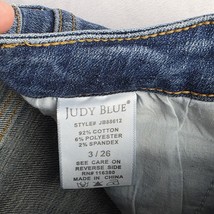 JUDY BLUE
STYLE# JB88612
92% COTTON
6% POLYESTER
2% SPANDEX
3 / 26
SEE CARE ON
REVERSE SIDE
RN# 116380
MADE IN CHINA